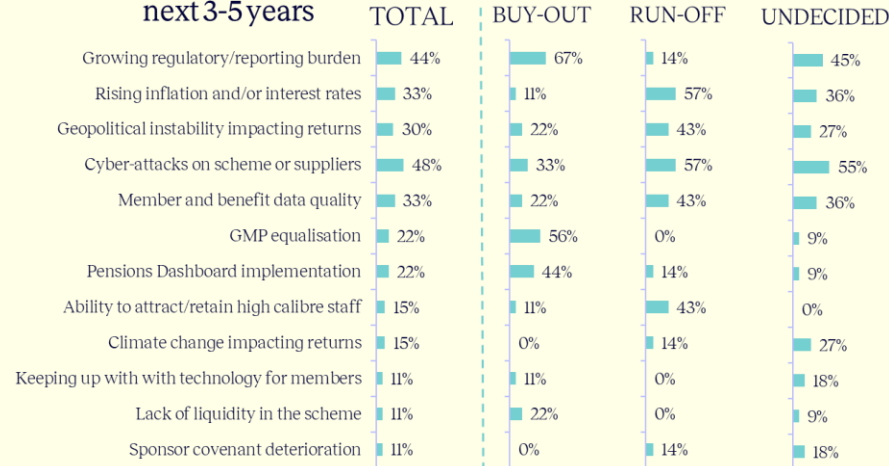 next 3-5 years TOTAL BUY-OUT RUN-OFF UNDECIDED
Growing regulatory/reporting burden 44% 67% 14% 45%
Rising inflation and/or interest rates 33% 11% 57% 36%
Geopolitical instability impacting returns 30% 22% 43% 27%
Cyber-attacks on scheme or suppliers 48% 33% 57% 55%
Member and benefit data quality 33% 22% 43% 36%
GMP equalisation 22% 56% 0% 9%
Pensions Dashboard implementation 22% 44% 14% 9%
Ability to attract/retain high calibre staff 15% 11% 43% 0%
Climate change impacting returns 15% 0% 14% 27%
Keeping up with with technology for members 11% 11% 0% 18%
Lack of liquidity in the scheme 11% 22% 0% 9%
Sponsor covenant deterioration 11% 0% 14% 18%